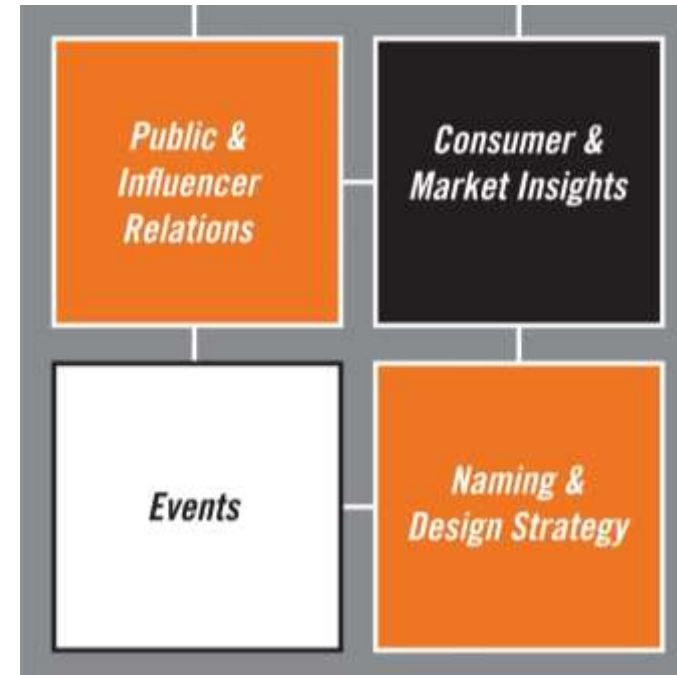 Public &
Influencer
Relations
Consumer &
Market Insights
Events
Naming &
Design Strategy